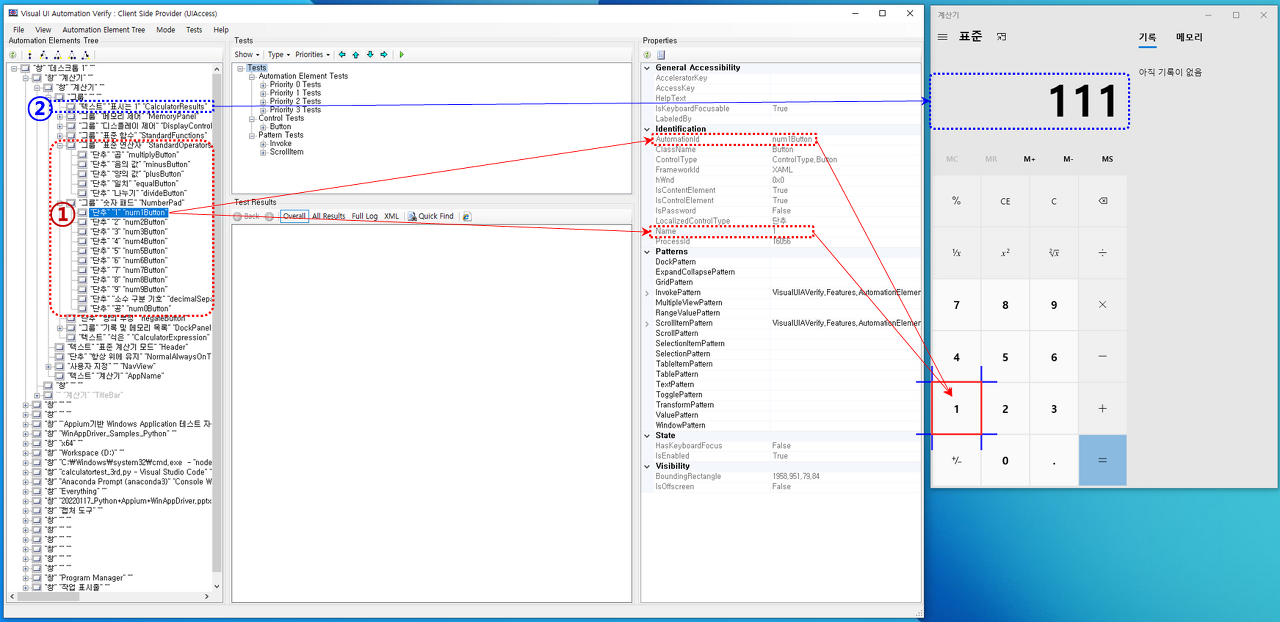 Visual UI Automation Verify : Client Side Provider (UIAccess)
File View Automation Element Tree Mode Tests Help
Automation Elements Tree
"창" "데스크톱 1" ""
"창" "계산기" ""
"창" "계산기" ""
"그룹" "" ""
②
"텍스트" "표시는 1" "CalculatorResults"
"그룹" "메모리 제어" "MemoryPanel"
"그룹" "디스플레이 제어" "DisplayControl
"그룹" "표준 함수" "StandardFunctions"
"그룹" "표준 연산자" "StandardOperators
"단추" "곱" "multiplyButton"
"단추" "음의 값" "minusButton"
"단추" "양의 값" "plusButton"
"단추" "일치" "equalButton"
"단추" "나누기" "divideButton"
"그룹" "숫자 패드" "NumberPad"
①
"단추" "1" "num1Button"
"단추" "2" "num2Button"
"단추" "3" "num3Button"
"단추" "4" "num4Button"
"단추" "5" "num5Button"
"단추" "6" "num6Button"
"단추" "7" "num7Button"
"단추" "8" "num8Button"
"단추" "9" "num9Button"
"단추" "소수 구분 기호" "decimalSepa
"단추" "공" "num0Button"
"단추" "양의 부정" "negateButton"
"그룹" "기록 및 메모리 목록" "DockPanel
"텍스트" "식은 " "CalculatorExpression"
"텍스트" "표준 계산기 모드" "Header"
"단추" "항상 위에 유지" "NormalAlwaysOnT
"사용자 지정" "" "NavView"
"텍스트" "계산기" "AppName"
"창" "" ""
"" "계산기" "TitleBar"
"창" "" ""
"창" "" ""
"창" "Appium기반 Windows Application 테스트 자
"창" "WinAppDriver_Samples_Python" ""
"창" "x64" ""
"창" "Workspace (D:)" ""
"창" "C:\Windows\system32\cmd.exe - "node
"창" "calculatortest_3rd.py - Visual Studio Code" "
"창" "Anaconda Prompt (anaconda3)" "Console W
"창" "Everything" ""
"창" "20220117_Python+Appium+WinAppDriver.pptx
"창" "캡처 도구" ""
"창" "" ""
"창" "" ""
"창" "" ""
"창" "" ""
"창" "" ""
"창" "" ""
"창" "Program Manager" ""
"창" "작업 표시줄" ""
Tests
Show Type Priorities
Tests
Automation Element Tests
Priority 0 Tests
Priority 1 Tests
Priority 2 Tests
Priority 3 Tests
Control Tests
Button
Pattern Tests
Invoke
ScrollItem
Test Results
Back Overall All Results Full Log XML Quick Find
Properties
General Accessibility
AcceleratorKey
AccessKey
HelpText
IsKeyboardFocusable True
LabeledBy
Identification
AutomationId num1Button
ClassName Button
ControlType ControlType,Button
FrameworkId XAML
hWnd 0x0
IsContentElement True
IsControlElement True
IsPassword False
LocalizedControlType 단추
Name 1
ProcessId 16056
Patterns
DockPattern
ExpandCollapsePattern
GridPattern
InvokePattern VisualUIAVerify,Features,AutomationElemen
MultipleViewPattern
RangeValuePattern
ScrollItemPattern VisualUIAVerify,Features,AutomationElemen
ScrollPattern
SelectionItemPattern
SelectionPattern
TableItemPattern
TablePattern
TextPattern
TogglePattern
TransformPattern
ValuePattern
WindowPattern
State
HasKeyboardFocus False
IsEnabled True
Visibility
BoundingRectangle 1958,951,79,84
IsOffscreen False
계산기
표준
기록 메모리
아직 기록이 없음
111
MC MR M+ M- MS
% CE C
¹/x x² ²√x ÷
7 8 9 ×
4 5 6 −
1 2 3 +
+/− 0 . =